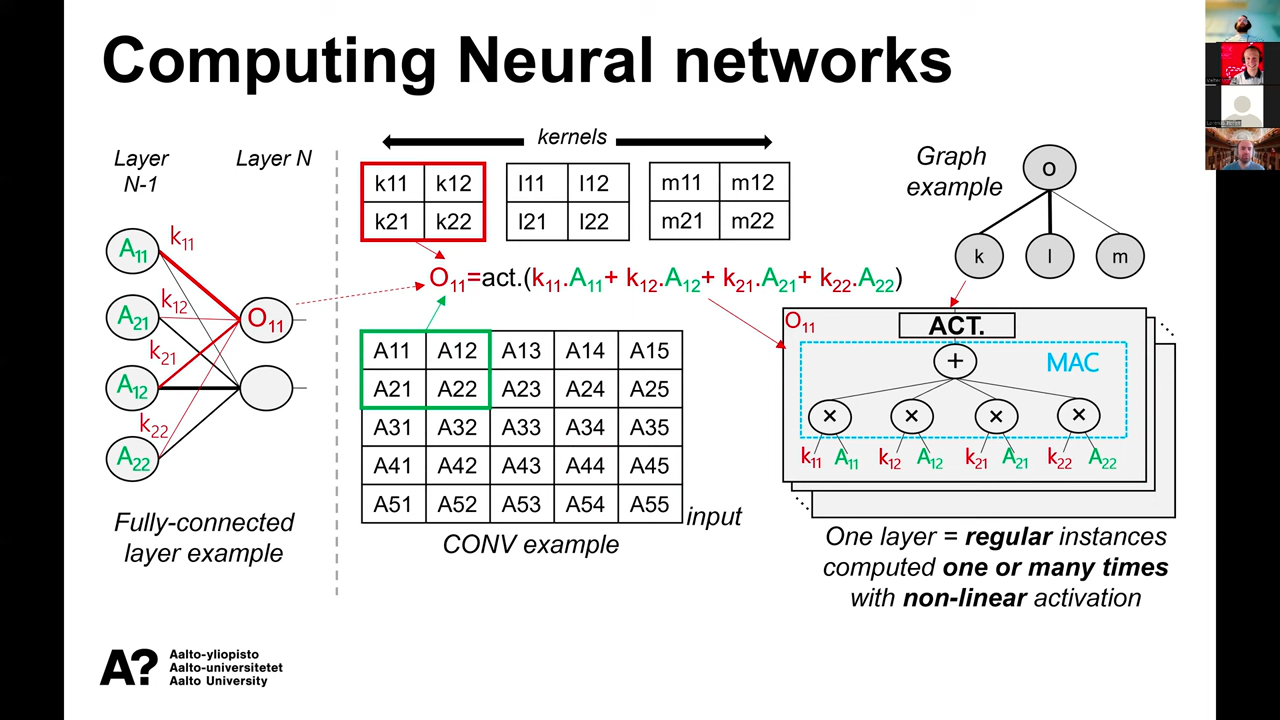 Computing Neural networks
Layer
N-1
Layer N
A11
A21
A12
A22
k11
k12
k21
k22
O11
Fully-connected
layer example
kernels
k11 k12
k21 k22
l11 l12
l21 l22
m11 m12
m21 m22
O11=act.(k11.A11+ k12.A12+ k21.A21+ k22.A22)
A11 A12 A13 A14 A15
A21 A22 A23 A24 A25
A31 A32 A33 A34 A35
A41 A42 A43 A44 A45
A51 A52 A53 A54 A55
input
CONV example
Graph
example
o
k l m
O11
ACT.
+
MAC
× × × ×
k11 A11 k12 A12 k21 A21 k22 A22
One layer = regular instances
computed one or many times
with non-linear activation
A?
Aalto-yliopisto
Aalto-universitetet
Aalto University